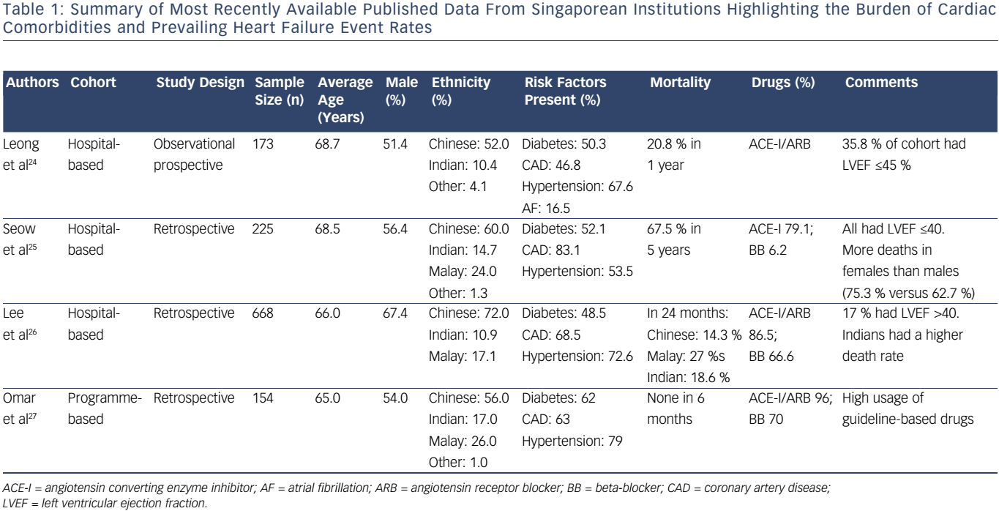 Table 1: Summary of Most Recently Available Published Data From Singaporean Institutions Highlighting the Burden of Cardiac
Comorbidities and Prevailing Heart Failure Event Rates
Authors Cohort Study Design Sample Size (n) Average Age (Years) Male (%) Ethnicity (%) Risk Factors Present (%) Mortality Drugs (%) Comments
Leong Hospital- Observational 173 68.7 51.4 Chinese: 52.0 Diabetes: 50.3 20.8 % in ACE-I/ARB 35.8 % of cohort had
et al24 based prospective Indian: 10.4 CAD: 46.8 1 year LVEF ≤45 %
Other: 4.1 Hypertension: 67.6
AF: 16.5
Seow Hospital- Retrospective 225 68.5 56.4 Chinese: 60.0 Diabetes: 52.1 67.5 % in ACE-I 79.1; All had LVEF ≤40.
et al25 based Indian: 14.7 CAD: 83.1 5 years BB 6.2 More deaths in
Malay: 24.0 Hypertension: 53.5 females than males
Other: 1.3 (75.3 % versus 62.7 %)
Lee Hospital- Retrospective 668 66.0 67.4 Chinese: 72.0 Diabetes: 48.5 In 24 months: ACE-I/ARB 17 % had LVEF >40.
et al26 based Indian: 10.9 CAD: 68.5 Chinese: 14.3 % 86.5; Indians had a higher
Malay: 17.1 Hypertension: 72.6 Malay: 27 %s BB 66.6 death rate
Indian: 18.6 %
Omar Programme- Retrospective 154 65.0 54.0 Chinese: 56.0 Diabetes: 62 None in 6 ACE-I/ARB 96; High usage of
et al27 based Indian: 17.0 CAD: 63 months BB 70 guideline-based drugs
Malay: 26.0 Hypertension: 79
Other: 1.0
ACE-I = angiotensin converting enzyme inhibitor; AF = atrial fibrillation; ARB = angiotensin receptor blocker; BB = beta-blocker; CAD = coronary artery disease;
LVEF = left ventricular ejection fraction.